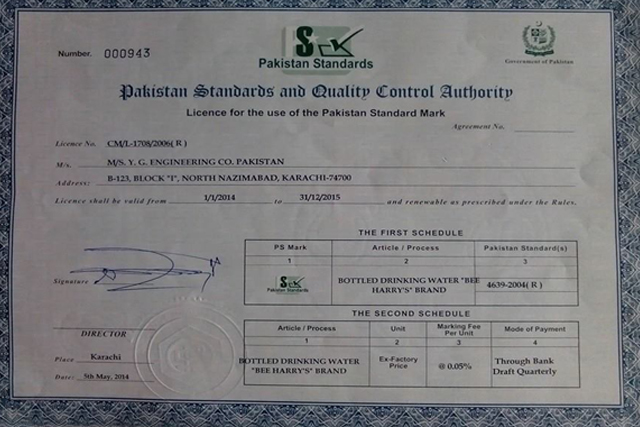 Number. 000943
Pakistan Standards
Government of Pakistan
Pakistan Standards and Quality Control Authority
Licence for the use of the Pakistan Standard Mark
Agreement No.
Licence No. CM/L-1708/2006( R )
M/s. M/S. Y. G. ENGINEERING CO. PAKISTAN
Address: B-123, BLOCK "I", NORTH NAZIMABAD, KARACHI-74700
Licence shall be valid from 1/1/2014 to 31/12/2015 and renewable as prescribed under the Rules.
THE FIRST SCHEDULE
PS Mark Article / Process Pakistan Standard(s)
1 2 3
Pakistan Standards BOTTLED DRINKING WATER "BEE HARRY'S" BRAND 4639-2004( R )
Signature
THE SECOND SCHEDULE
DIRECTOR
Article / Process Unit Marking Fee Per Unit Mode of Payment
1 2 3 4
Place Karachi
BOTTLED DRINKING WATER "BEE HARRY'S" BRAND Ex-Factory Price @ 0.05% Through Bank Draft Quarterly
Date: 5th May, 2014